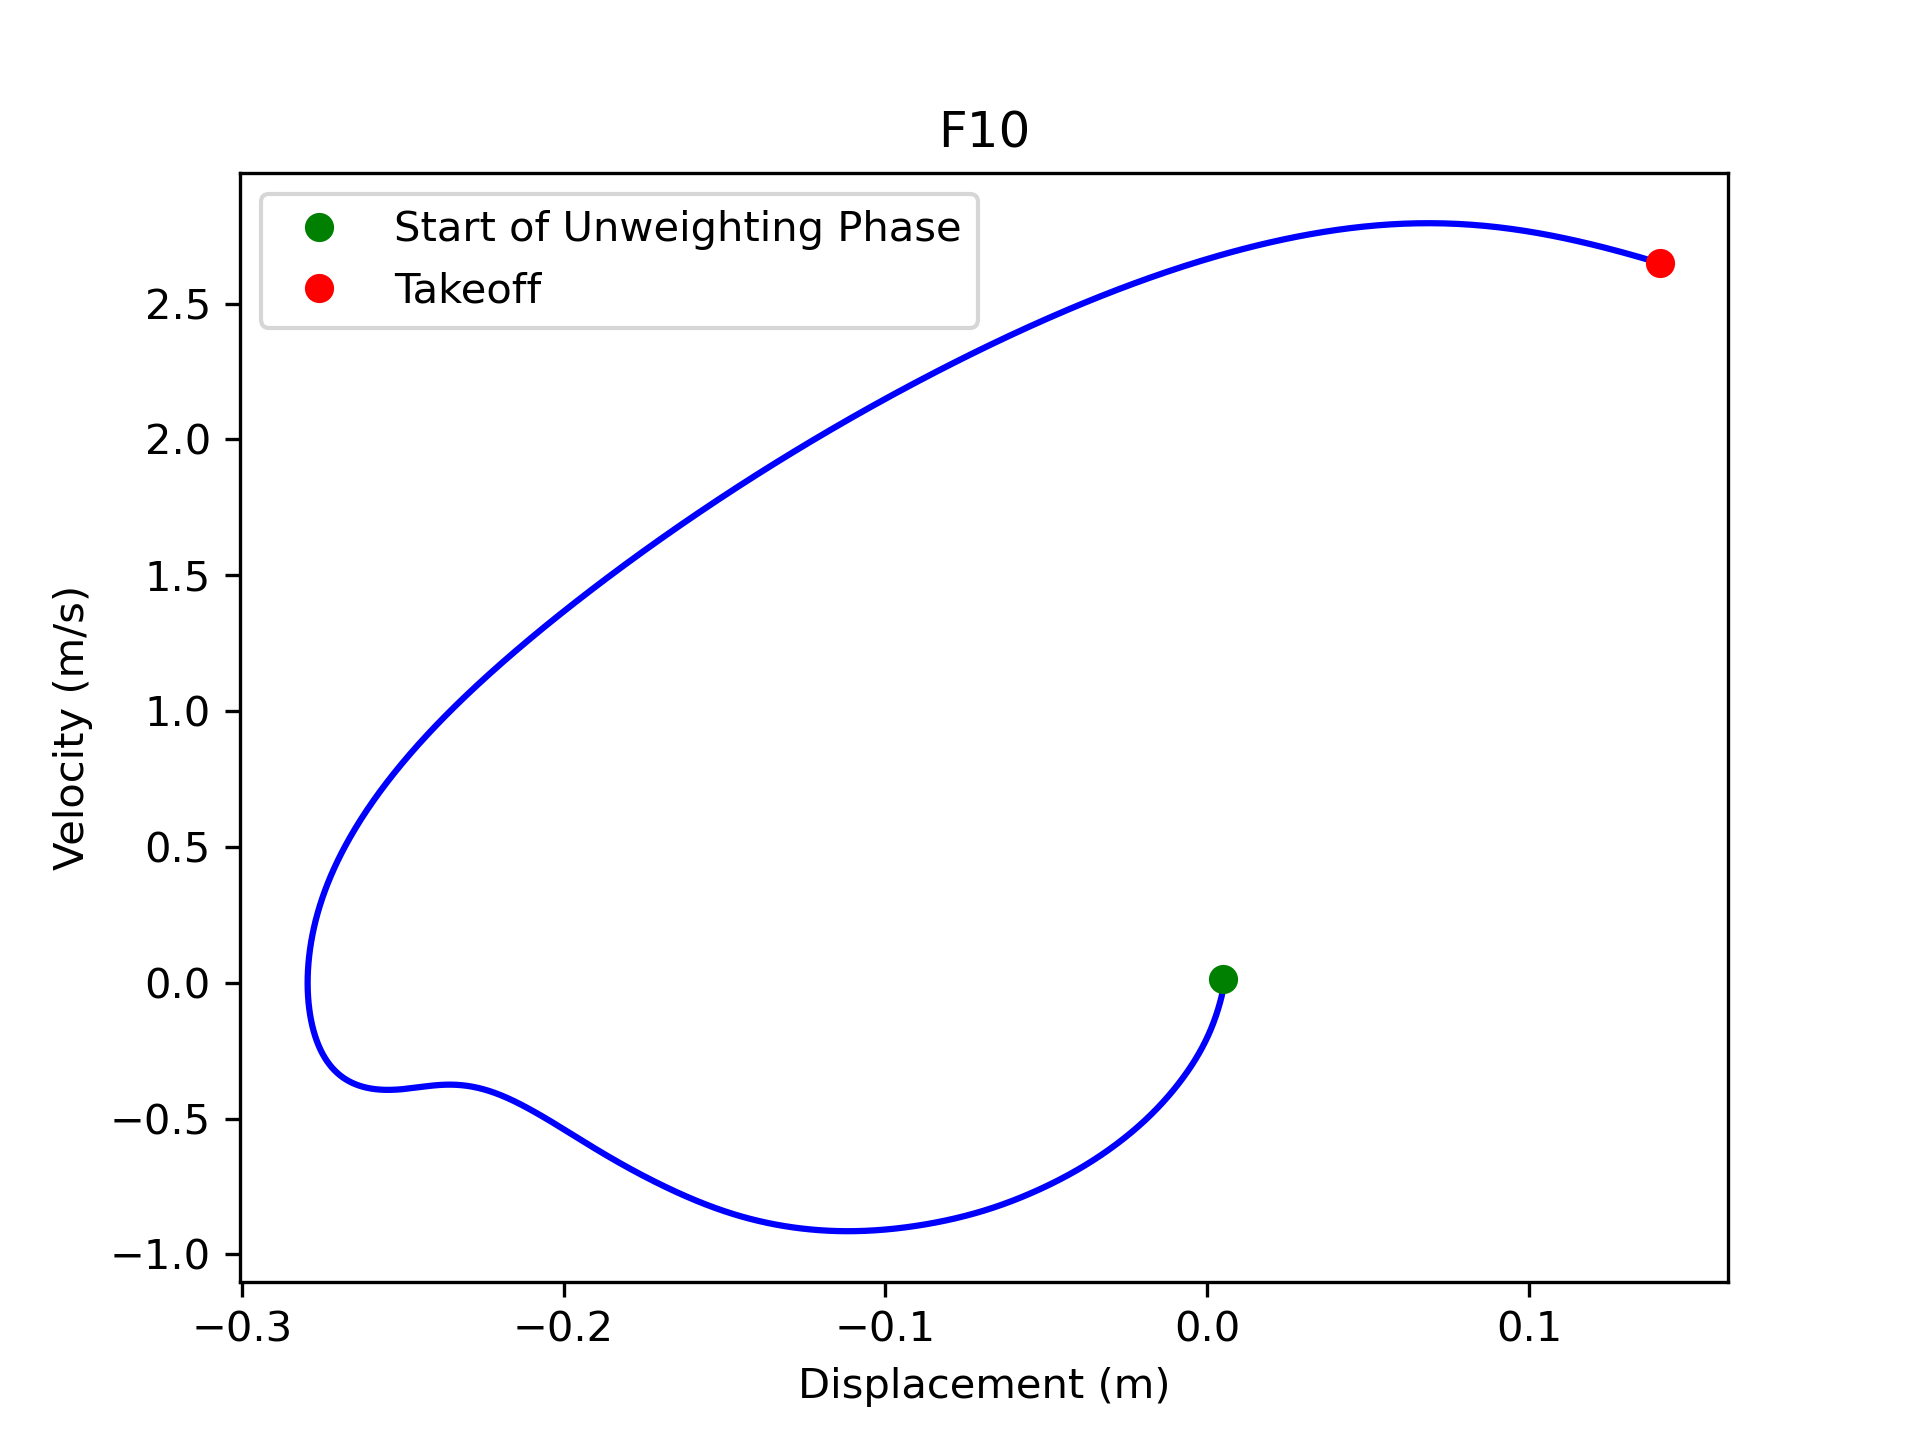 F10
Start of Unweighting Phase
Takeoff
2.5
2.0
1.5
1.0
0.5
0.0
−0.5
−1.0
Velocity (m/s)
−0.3 −0.2 −0.1 0.0 0.1
Displacement (m)